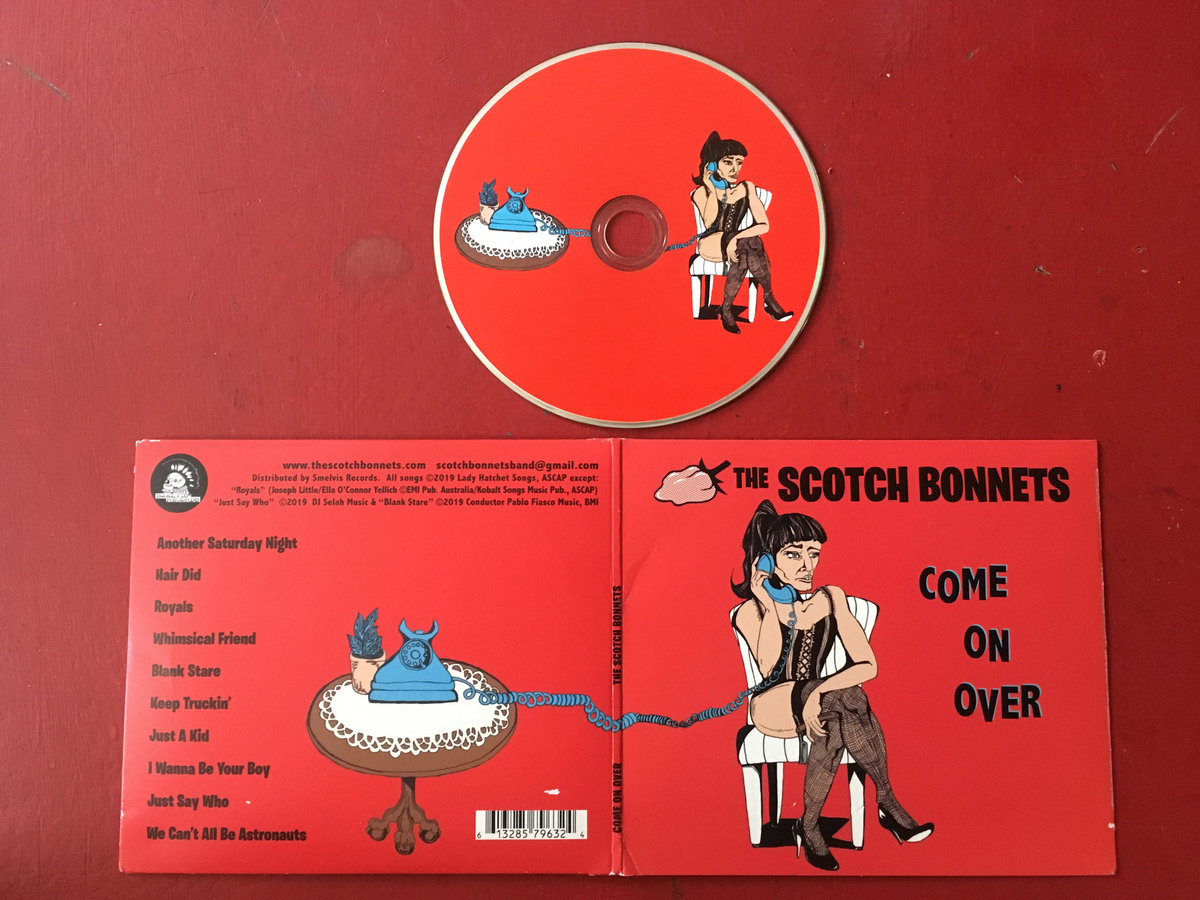 www.thescotchbonnets.com scotchbonnetsband@gmail.com
Distributed by Smelvis Records. All songs ©2019 Lady Hatchet Songs, ASCAP except:
"Royals" (Joseph Little/Ella O'Connor Yellich ©EMI Pub. Australia/Kobalt Songs Music Pub., ASCAP)
"Just Say Who" ©2019 DJ Selah Music & "Blank Stare" ©2019 Conductor Pablo Fiasco Music, BMI
Another Saturday Night
Hair Did
Royals
Whimsical Friend
Blank Stare
Keep Truckin'
Just A Kid
I Wanna Be Your Boy
Just Say Who
We Can't All Be Astronauts
6 13285 79632 4
THE SCOTCH BONNETS
COME ON OVER
THE SCOTCH BONNETS
COME
ON
OVER